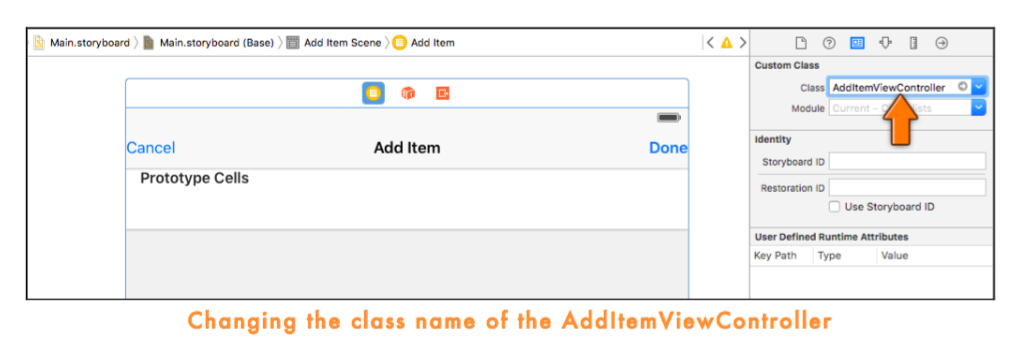 Main.storyboard Main.storyboard (Base) Add Item Scene Add Item
Custom Class
Class AddItemViewController
Module Current –
Cancel Add Item Done
Identity
Prototype Cells
Storyboard ID
Restoration ID
Use Storyboard ID
User Defined Runtime Attributes
Key Path Type Value
Changing the class name of the AddItemViewController